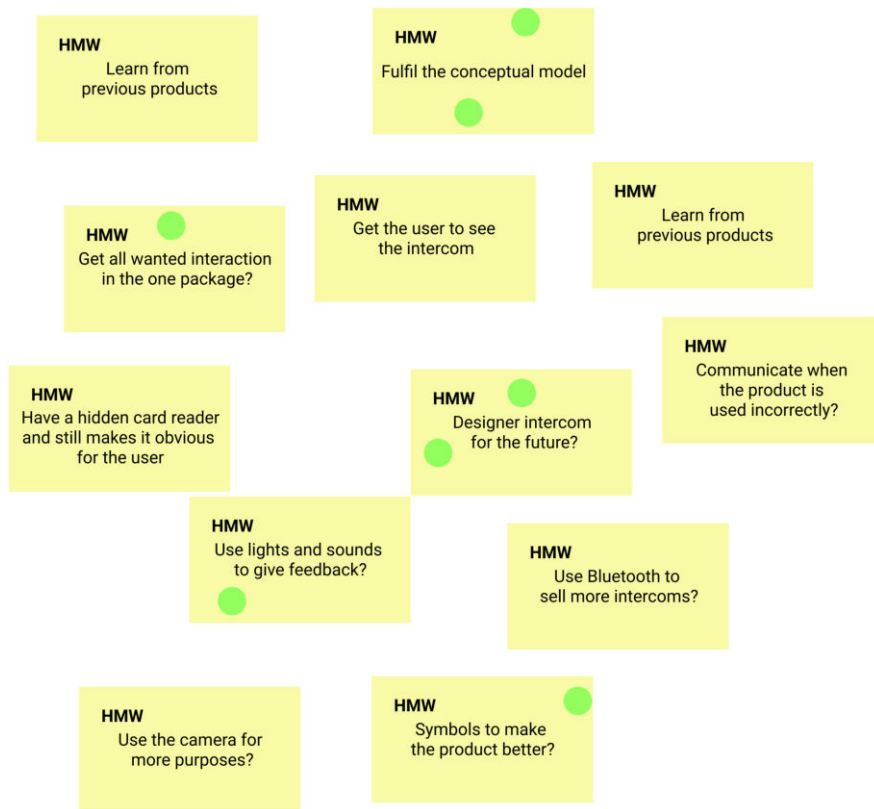 HMW
Learn from
previous products
HMW
Fulfil the conceptual model
HMW
Get all wanted interaction
in the one package?
HMW
Get the user to see
the intercom
HMW
Learn from
previous products
HMW
Have a hidden card reader
and still makes it obvious
for the user
HMW
Designer intercom
for the future?
HMW
Communicate when
the product is
used incorrectly?
HMW
Use lights and sounds
to give feedback?
HMW
Use Bluetooth to
sell more intercoms?
HMW
Use the camera for
more purposes?
HMW
Symbols to make
the product better?